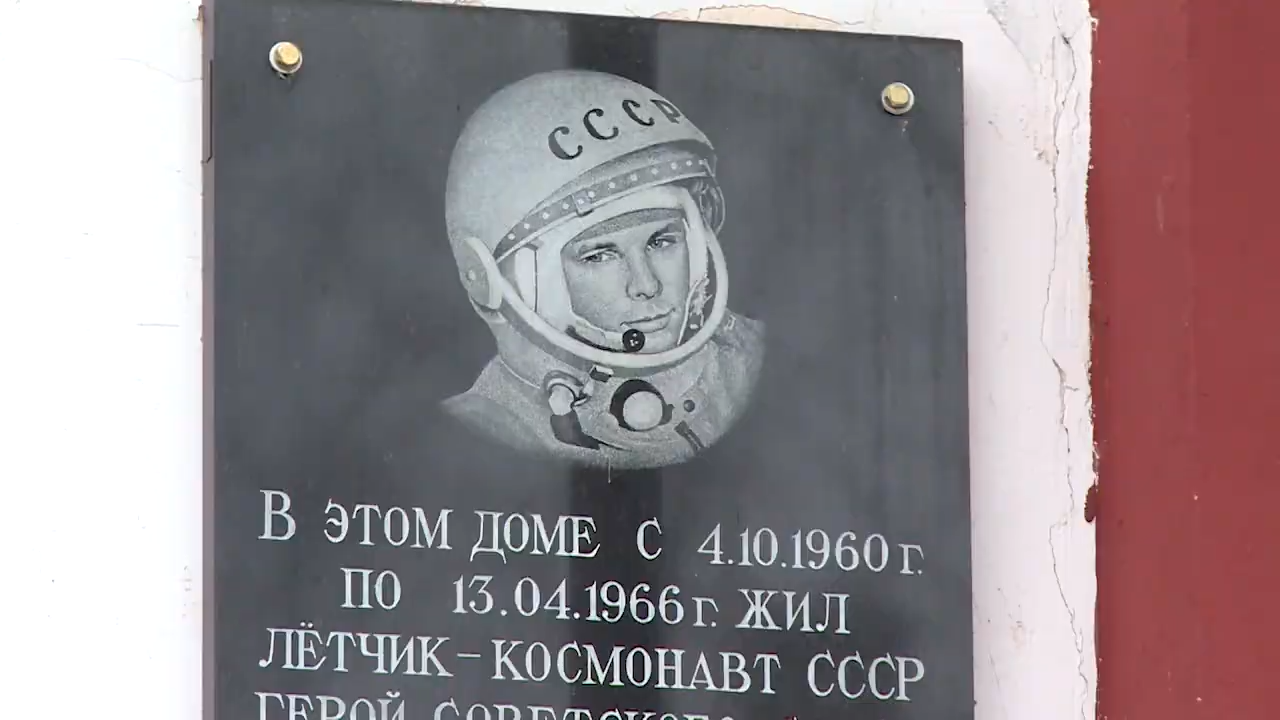 СССР
В ЭТОМ ДОМЕ С 4.10.1960 г.
ПО 13.04.1966 г. ЖИЛ
ЛЁТЧИК – КОСМОНАВТ СССР
ГЕРОЙ СОВЕТСКОГО